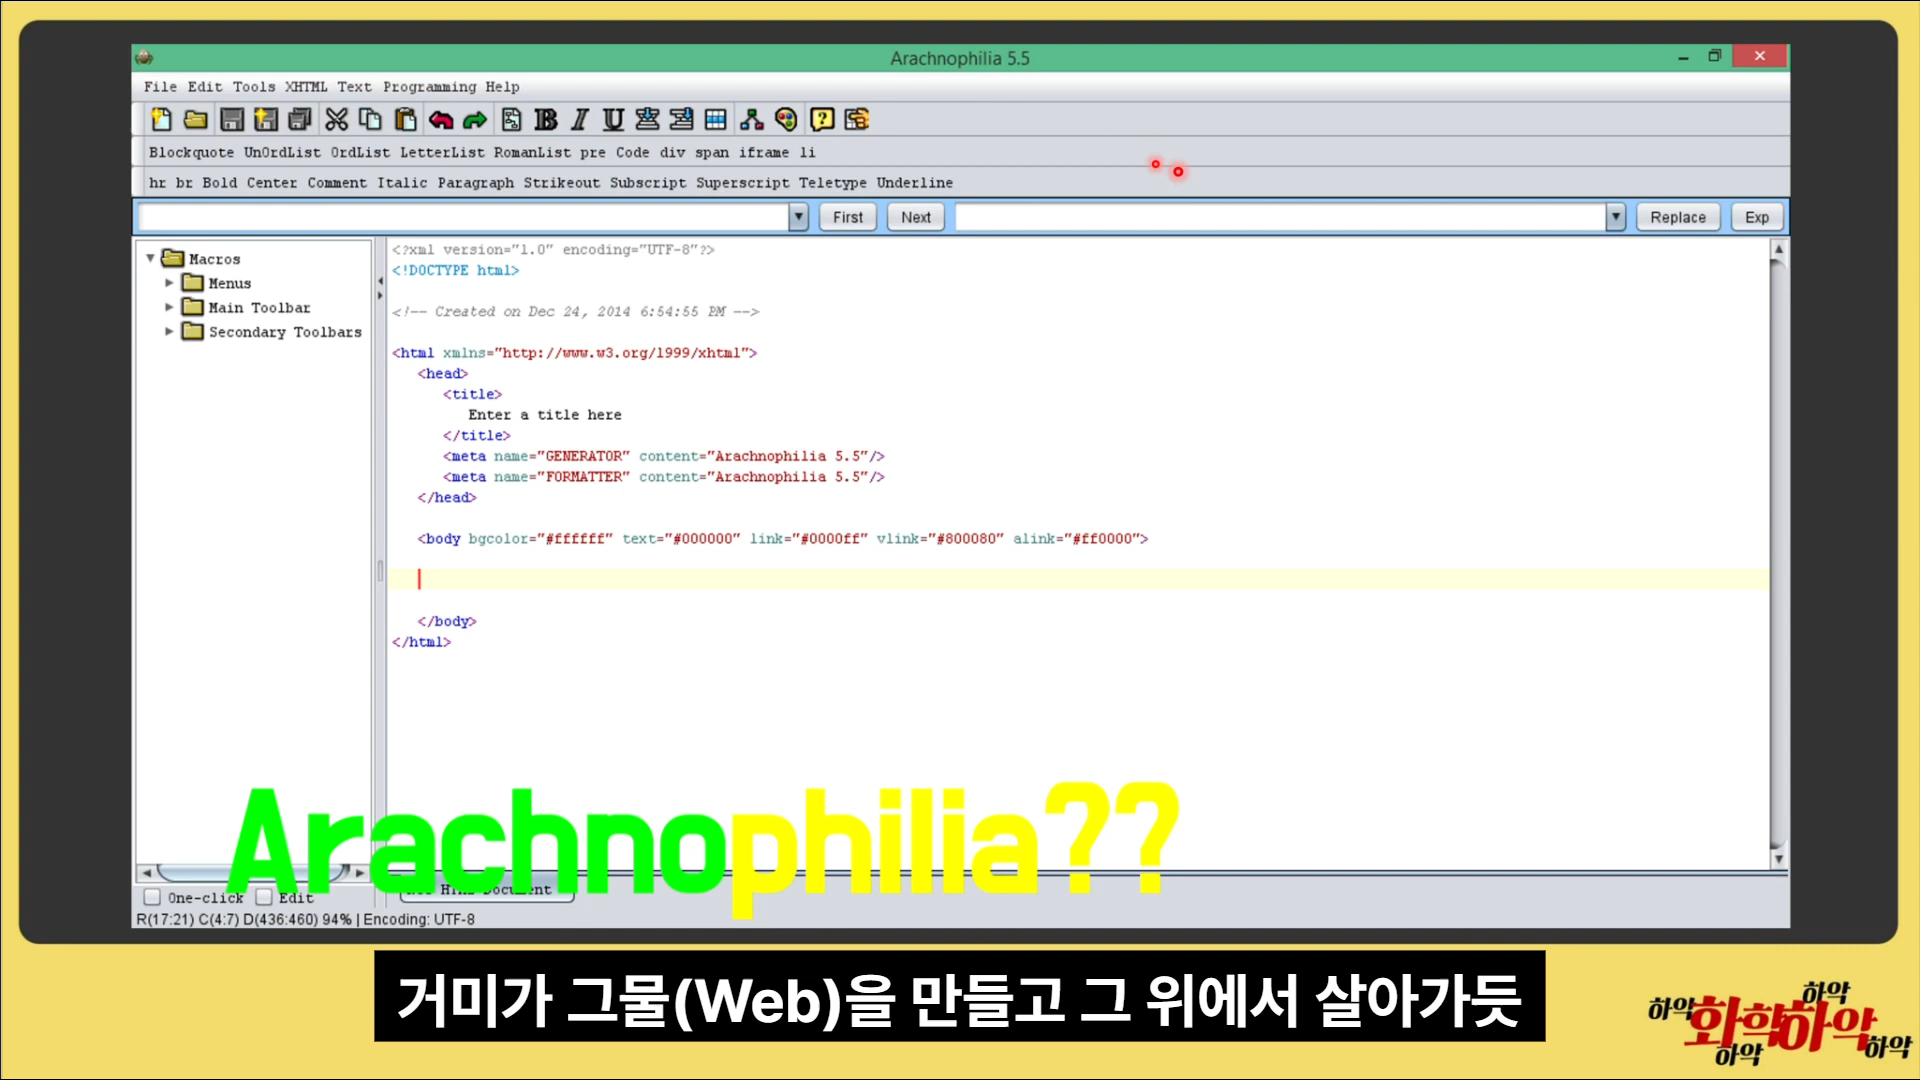 Arachnophilia 5.5
File Edit Tools XHTML Text Programming Help
Blockquote UnOrdList OrdList LetterList RomanList pre Code div span iframe li
hr br Bold Center Comment Italic Paragraph Strikeout Subscript Superscript Teletype Underline
First Next Replace Exp
Macros
Menus
Main Toolbar
Secondary Toolbars
<?xml version="1.0" encoding="UTF-8"?>
<!DOCTYPE html>
<!-- Created on Dec 24, 2014 6:54:55 PM -->
<html xmlns="http://www.w3.org/1999/xhtml">
<head>
<title>
Enter a title here
</title>
<meta name="GENERATOR" content="Arachnophilia 5.5"/>
<meta name="FORMATTER" content="Arachnophilia 5.5"/>
</head>
<body bgcolor="#ffffff" text="#000000" link="#0000ff" vlink="#800080" alink="#ff0000">
</body>
</html>
Arachnophilia??
HTML Document
One-click Edit
R(17:21) C(4:7) D(436:460) 94% | Encoding: UTF-8
거미가 그물(Web)을 만들고 그 위에서 살아가듯
하악
하악
화학하악
하악
하악